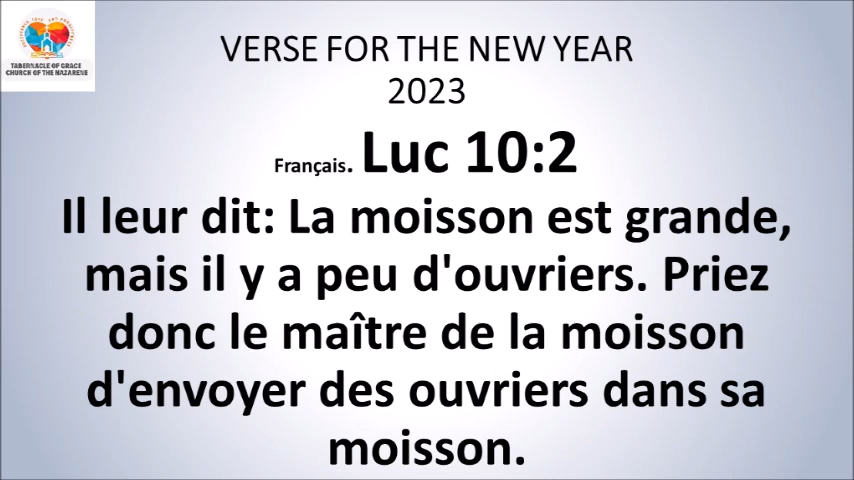 TABERNACLE OF GRACE
CHURCH OF THE NAZARENE
VERSE FOR THE NEW YEAR
2023
Français. Luc 10:2
Il leur dit: La moisson est grande,
mais il y a peu d'ouvriers. Priez
donc le maître de la moisson
d'envoyer des ouvriers dans sa
moisson.